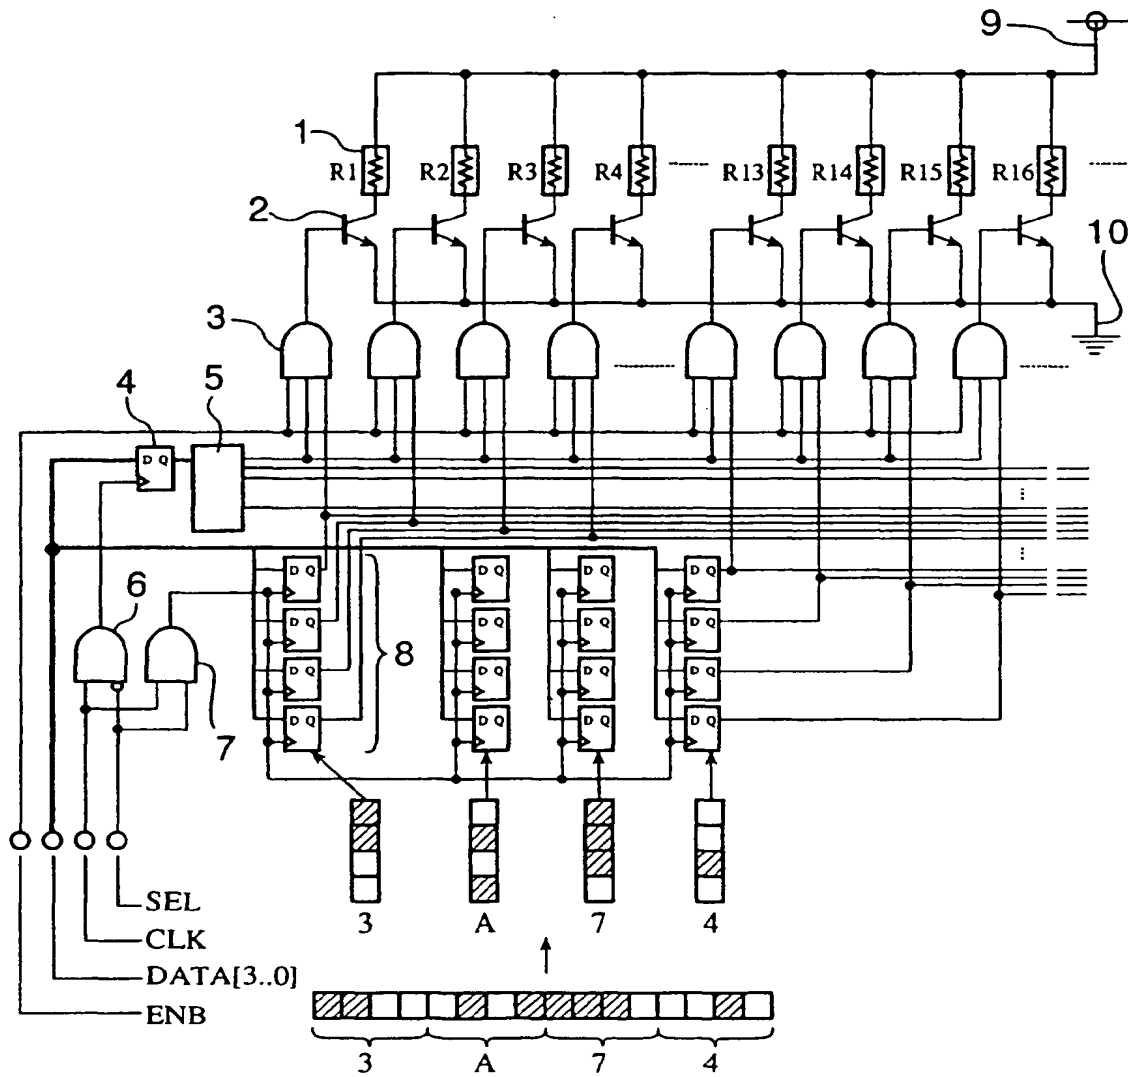 9
1
R1 R2 R3 R4 R13 R14 R15 R16
2
10
3
4 5
D Q
6
D Q D Q D Q D Q
D Q D Q D Q D Q
8
D Q D Q D Q D Q
7
D Q D Q D Q D Q
3 A 7 4
SEL
CLK
DATA[3..0]
ENB
3 A 7 4